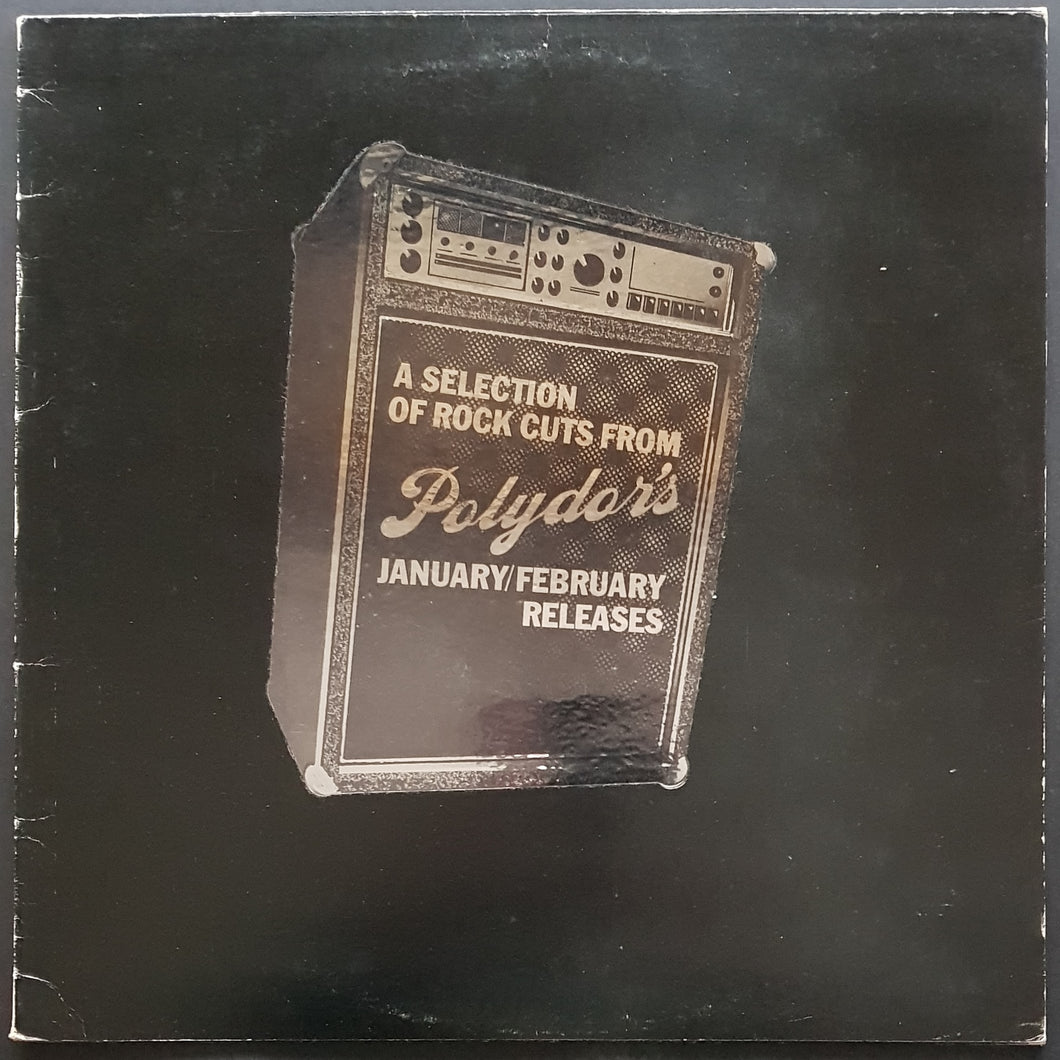 A SELECTION
OF ROCK CUTS FROM
Polydor's
JANUARY/FEBRUARY
RELEASES